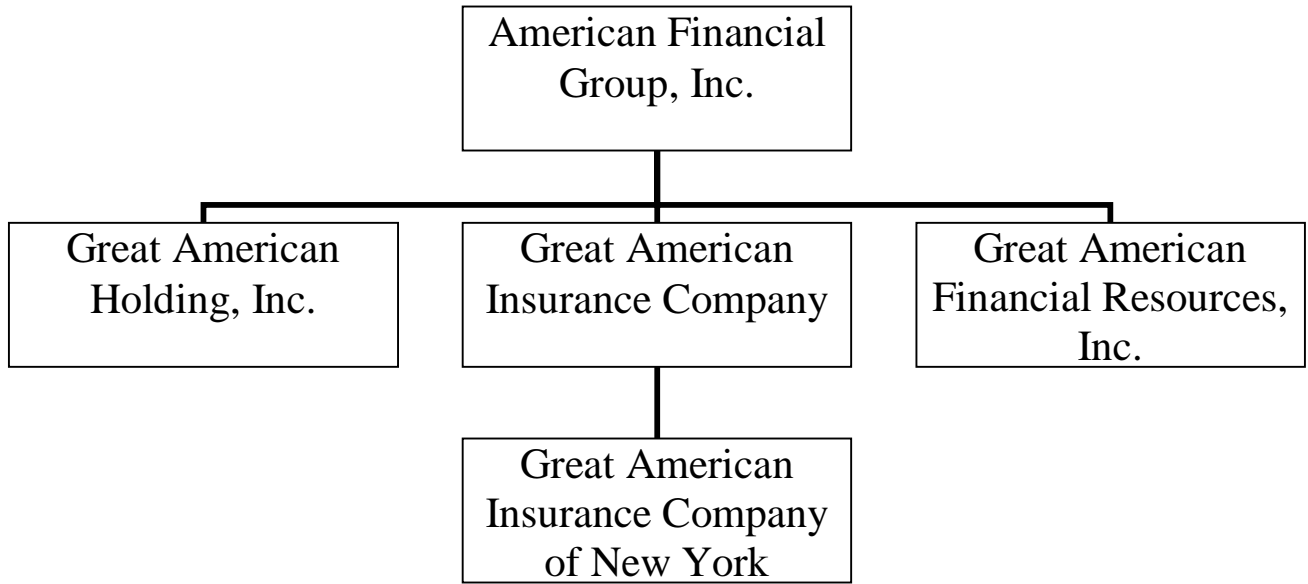 American Financial
Group, Inc.
Great American
Holding, Inc.
Great American
Insurance Company
Great American
Financial Resources,
Inc.
Great American
Insurance Company
of New York